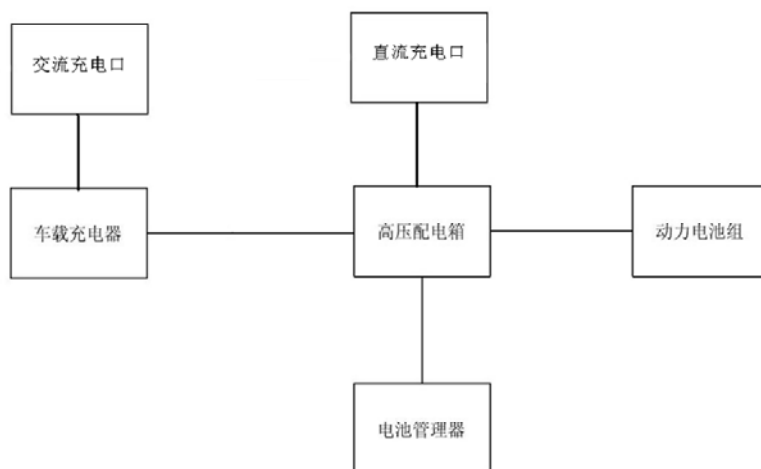 交流充电口
直流充电口
车载充电器
高压配电箱
动力电池组
电池管理器